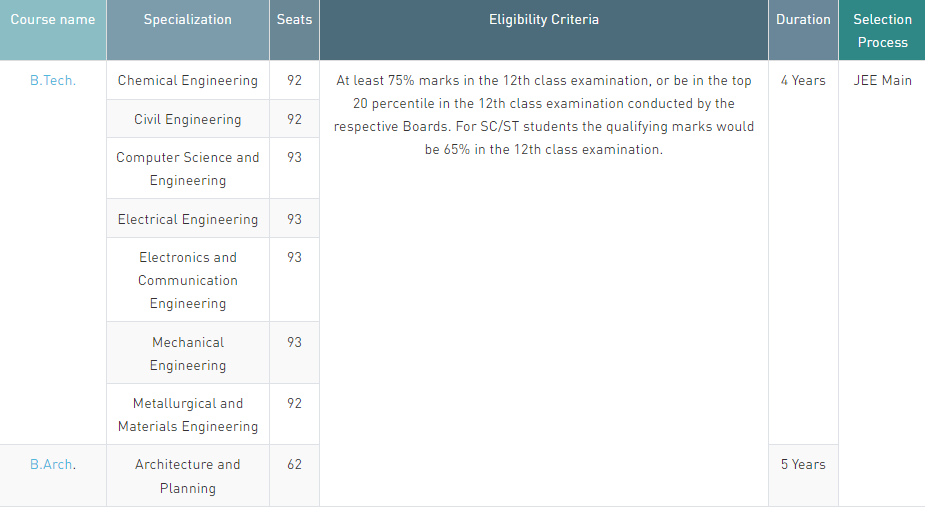 Course name Specialization Seats Eligibility Criteria Duration Selection
Process
B.Tech. Chemical Engineering 92 At least 75% marks in the 12th class examination, or be in the top 4 Years JEE Main
20 percentile in the 12th class examination conducted by the
Civil Engineering 92
respective Boards. For SC/ST students the qualifying marks would
be 65% in the 12th class examination.
Computer Science and 93
Engineering
Electrical Engineering 93
Electronics and 93
Communication
Engineering
Mechanical 93
Engineering
Metallurgical and 92
Materials Engineering
B.Arch. Architecture and 62 5 Years
Planning